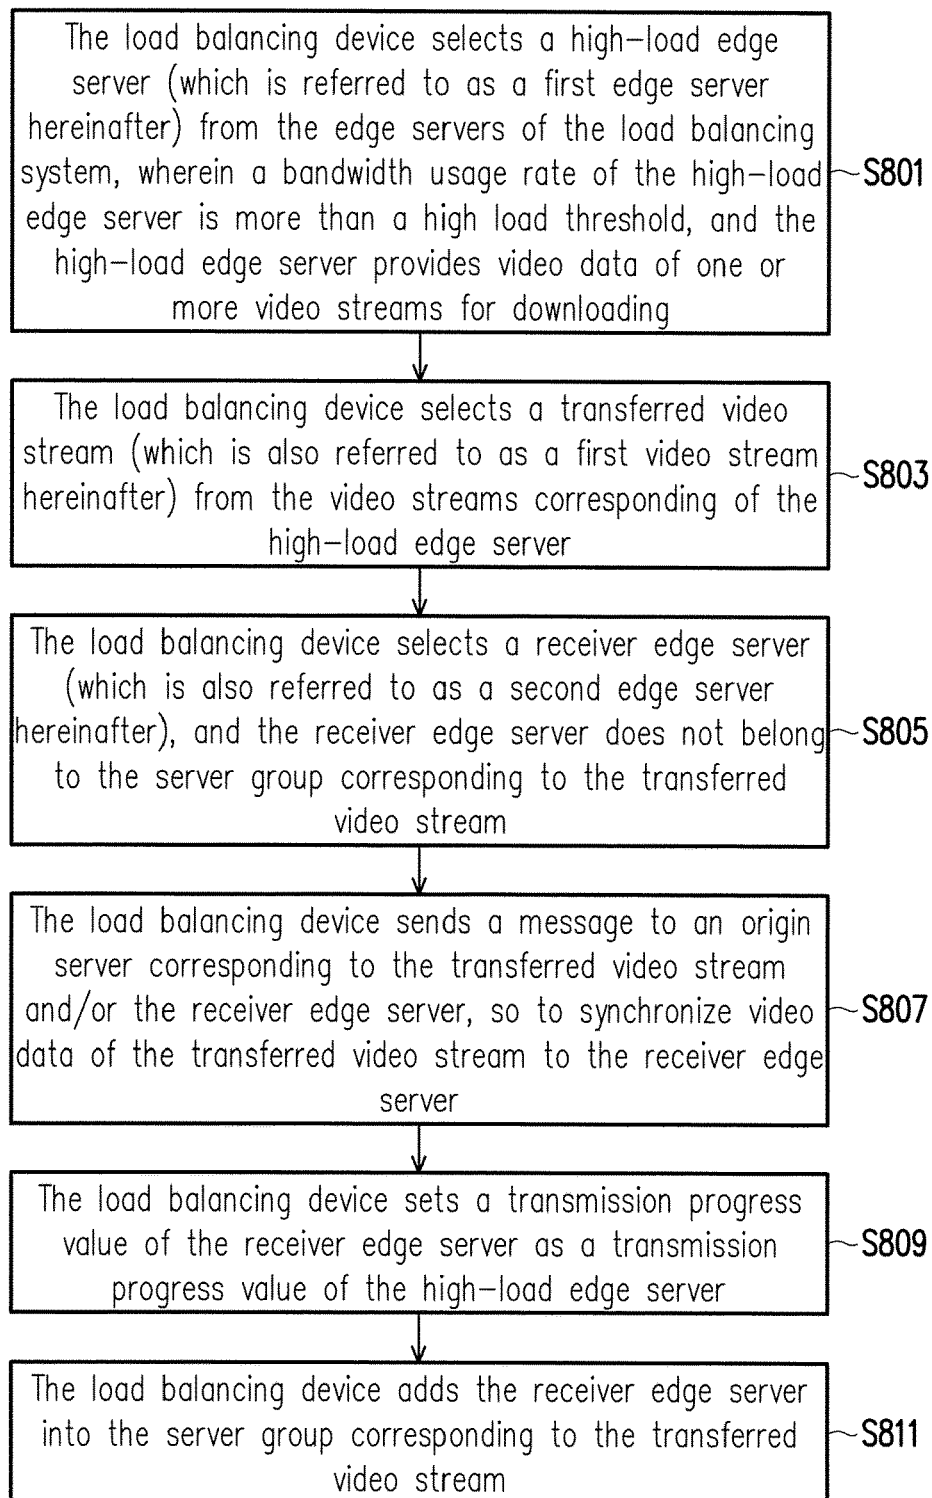 The load balancing device selects a high-load edge
server (which is referred to as a first edge server
hereinafter) from the edge servers of the load balancing
system, wherein a bandwidth usage rate of the high-load
edge server is more than a high load threshold, and the
high-load edge server provides video data of one or
more video streams for downloading
S801
The load balancing device selects a transferred video
stream (which is also referred to as a first video stream
hereinafter) from the video streams corresponding of the
high-load edge server
S803
The load balancing device selects a receiver edge server
(which is also referred to as a second edge server
hereinafter), and the receiver edge server does not belong
to the server group corresponding to the transferred
video stream
S805
The load balancing device sends a message to an origin
server corresponding to the transferred video stream
and/or the receiver edge server, so to synchronize video
data of the transferred video stream to the receiver edge
server
S807
The load balancing device sets a transmission progress
value of the receiver edge server as a transmission
progress value of the high-load edge server
S809
The load balancing device adds the receiver edge server
into the server group corresponding to the transferred
video stream
S811